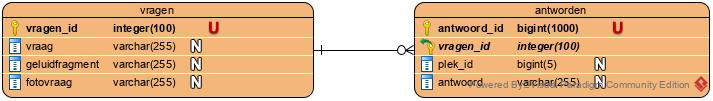 vragen
vragen_id integer(100) U
vraag varchar(255) N
geluidfragment varchar(255) N
fotovraag varchar(255) N
antwoorden
antwoord_id bigint(1000) U
vragen_id integer(100)
plek_id bigint(5) N
antwoord varchar(255) N
Powered By Visual Paradigm Community Edition